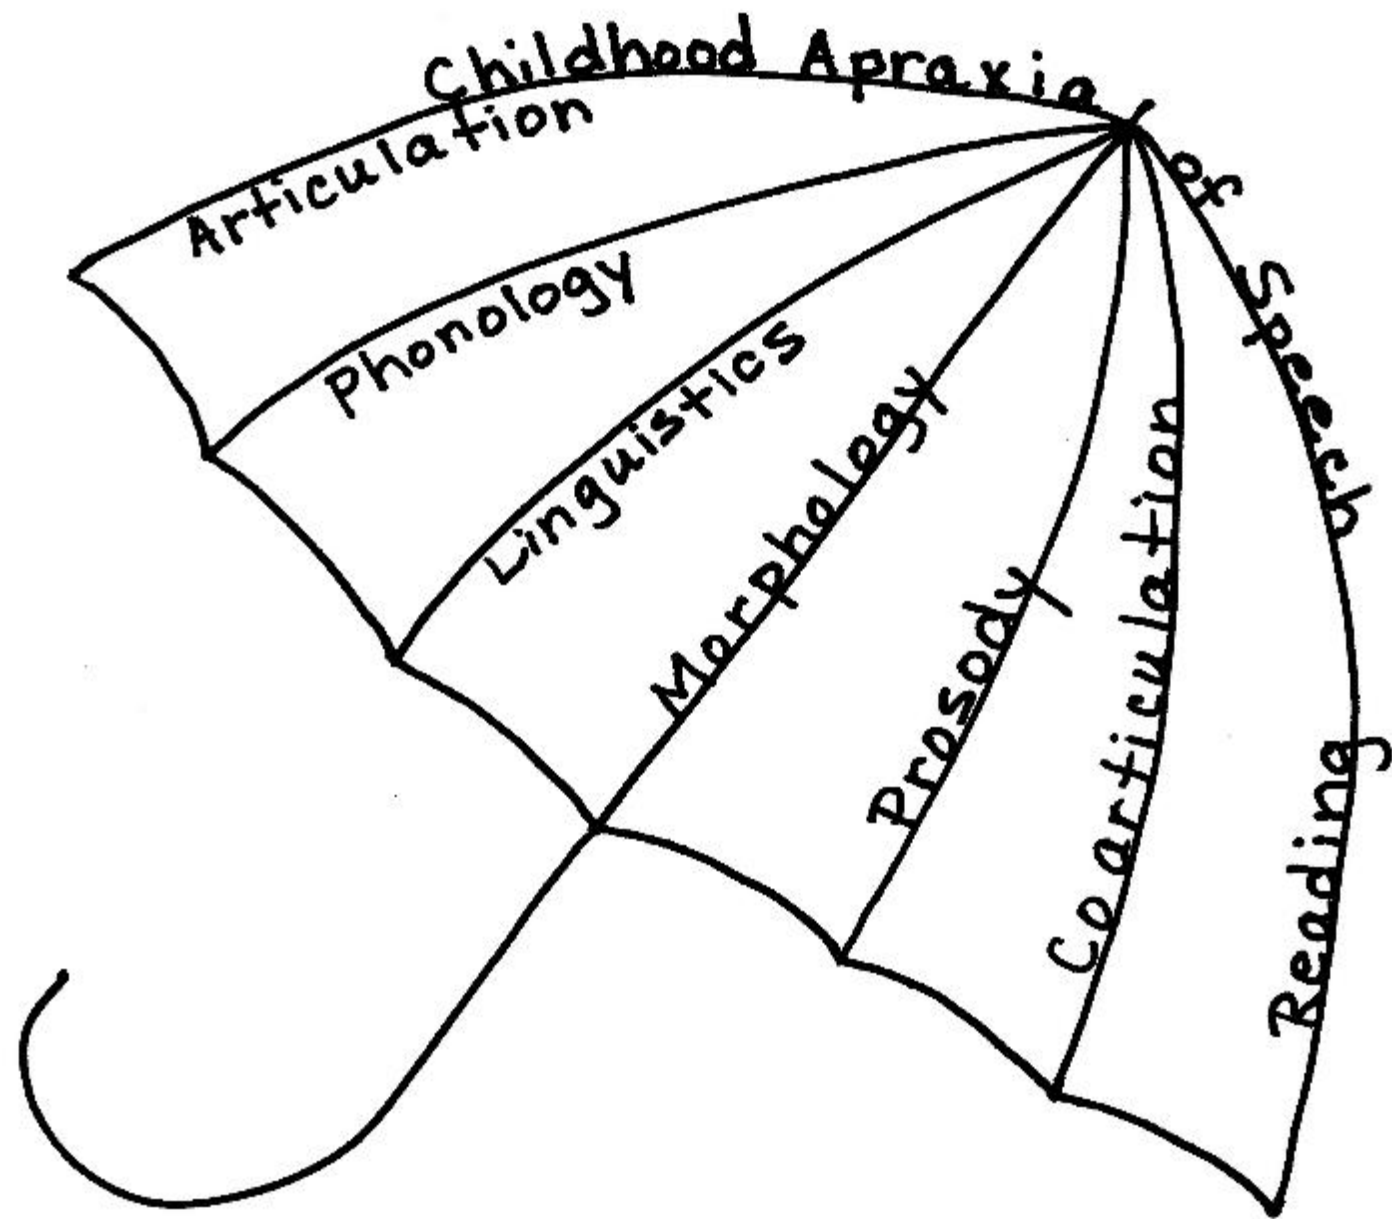 Childhood Apraxia of Speech
Articulation
Phonology
Linguistics
Morphology
Prosody
Coarticulation
Reading